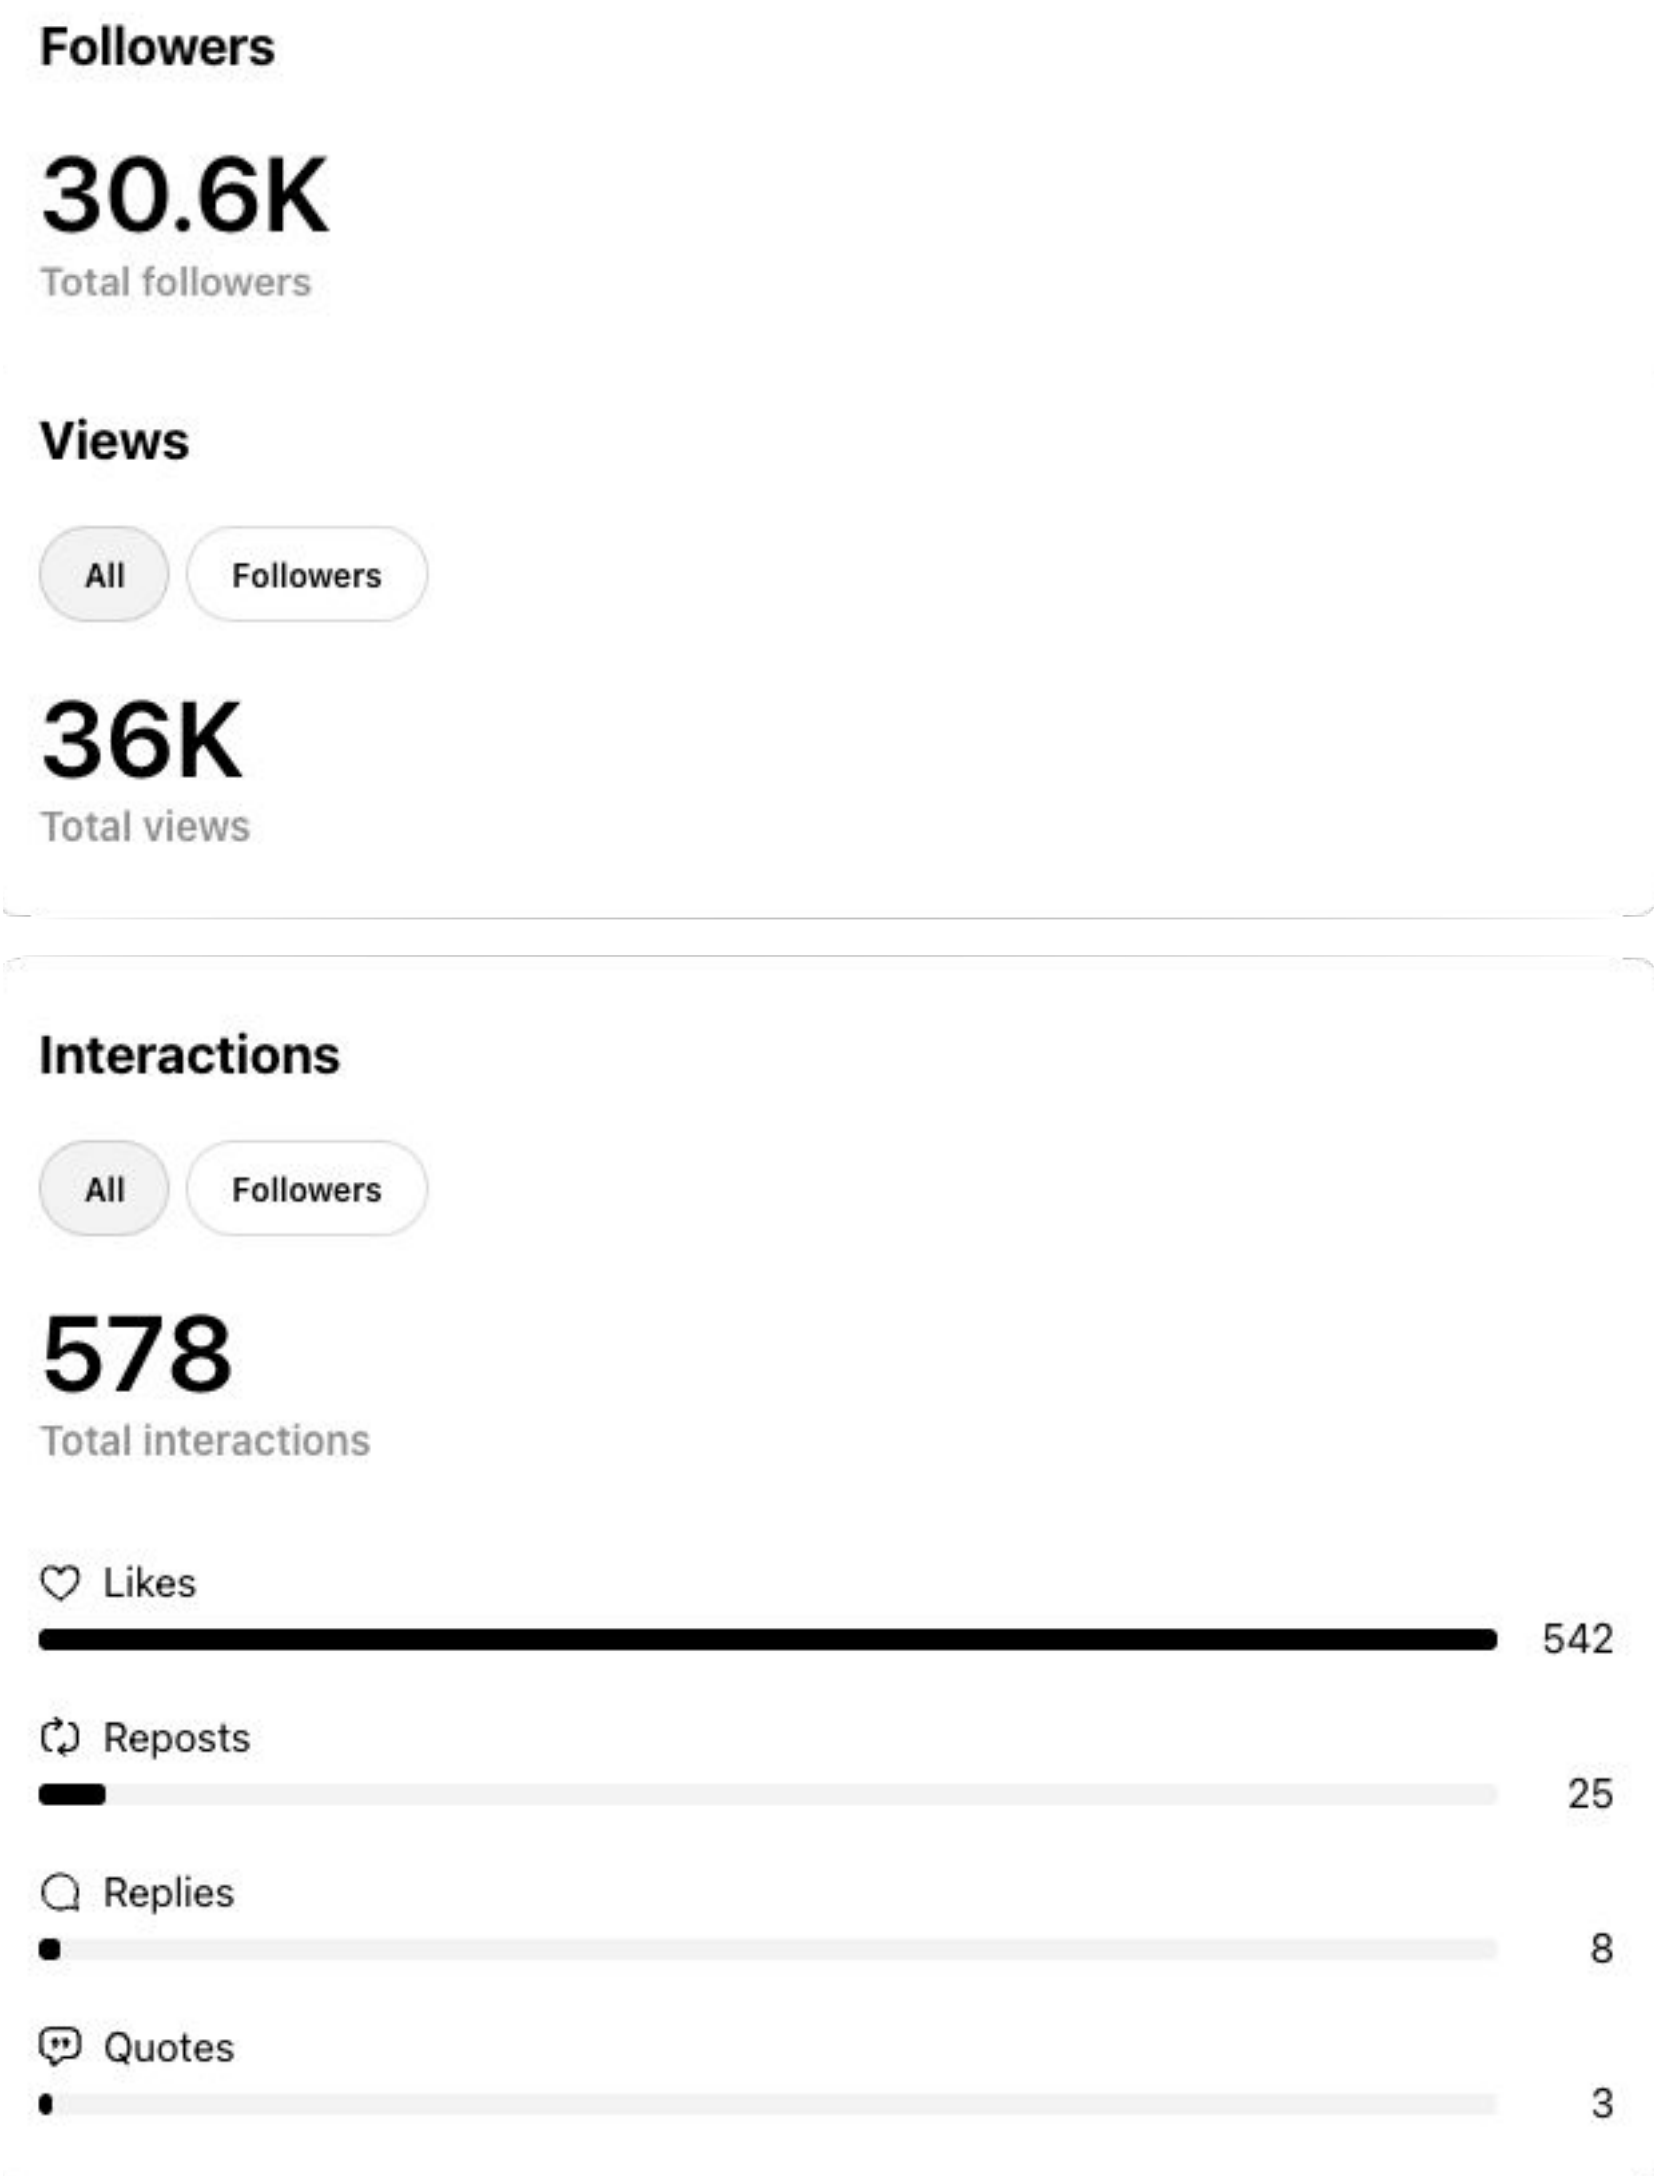 Followers
30.6K
Total followers
Views
All Followers
36K
Total views
Interactions
All Followers
578
Total interactions
Likes
542
Reposts
25
Replies
8
Quotes
3